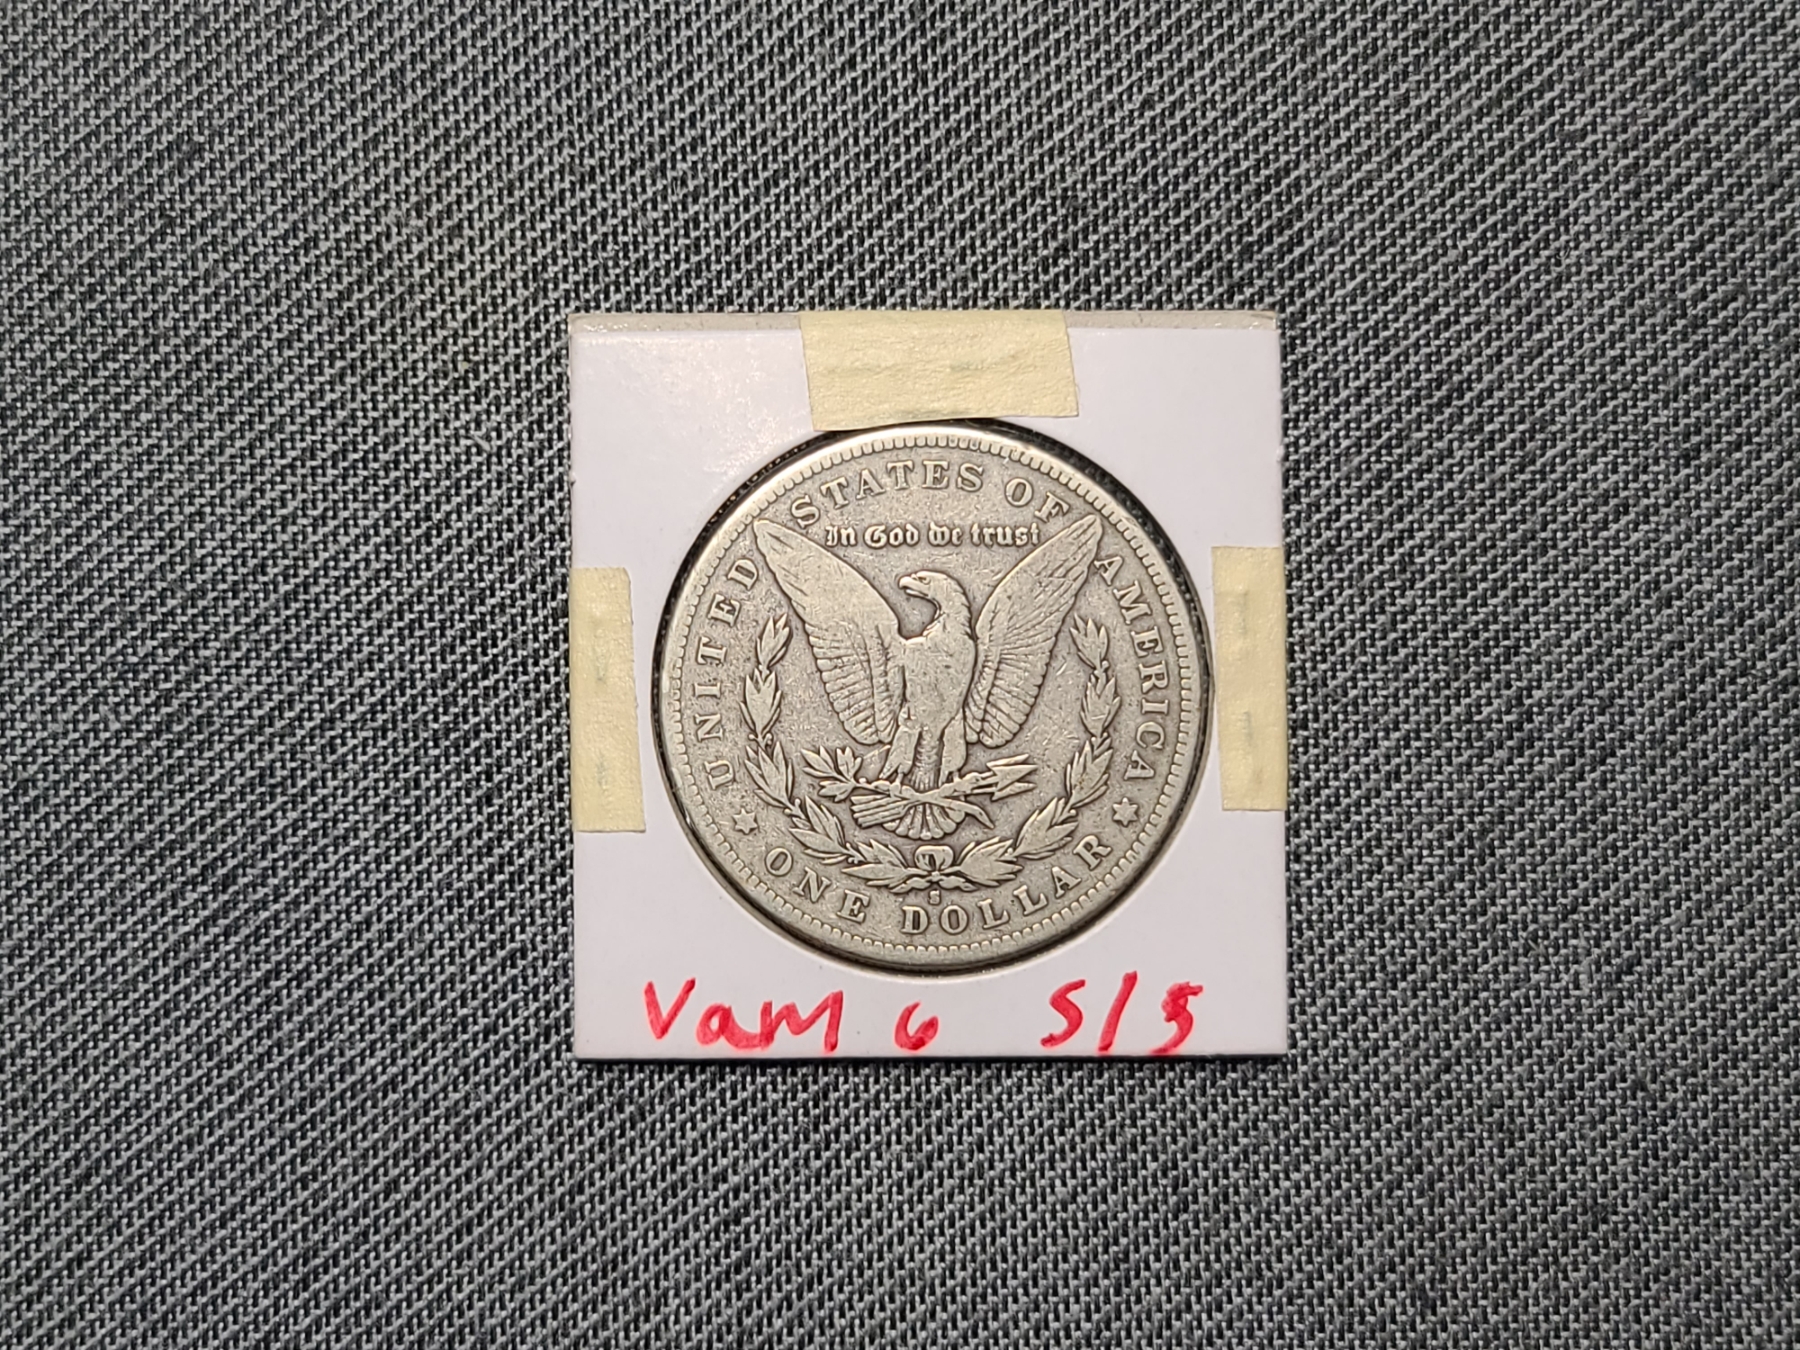 UNITED STATES OF AMERICA
In God we trust
S
ONE DOLLAR
Vam 6 S/S